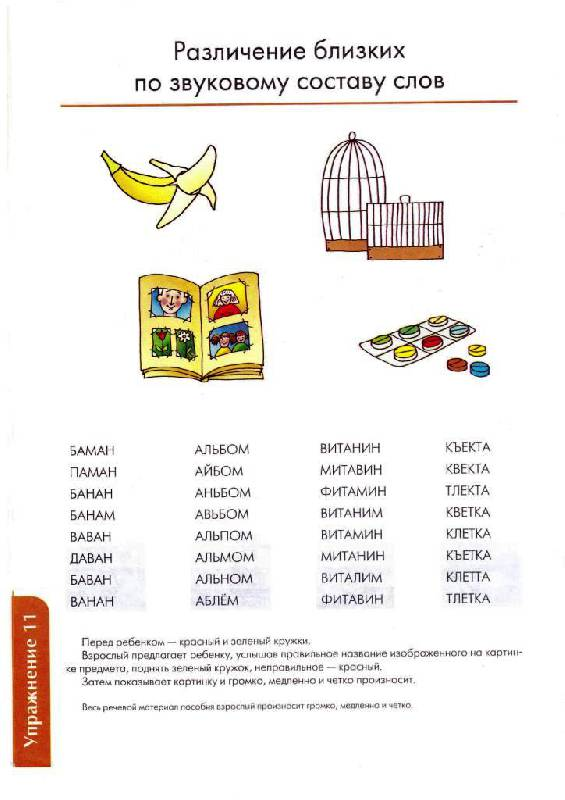 Различение близких
по звуковому составу слов
БАМАН АЛЬБОМ ВИТАНИН КЪЕКТА
ПАМАН АЙБОМ МИТАВИН КВЕКТА
БАНАН АНЬБОМ ФИТАМИН ТЛЕКТА
БАНАМ АВЬБОМ ВИТАНИМ КВЕТКА
ВАВАН АЛЬПОМ ВИТАМИН КЛЕТКА
ДАВАН АЛЬМОМ МИТАНИН КЪЕТКА
БАВАН АЛЬНОМ ВИТАЛИМ КЛЕТТА
ВАНАН АБЛЁМ ФИТАВИН ТЛЕТКА
Перед ребенком — красный и зеленый кружки.
Взрослый предлагает ребенку, услышав правильное название изображенного на картин-
ке предмета, поднять зеленый кружок, неправильное — красный.
Затем показывает картинку и громко, медленно и четко произносит.
Весь речевой материал пособия взрослый произносит громко, медленно и четко.
Упражнение 11